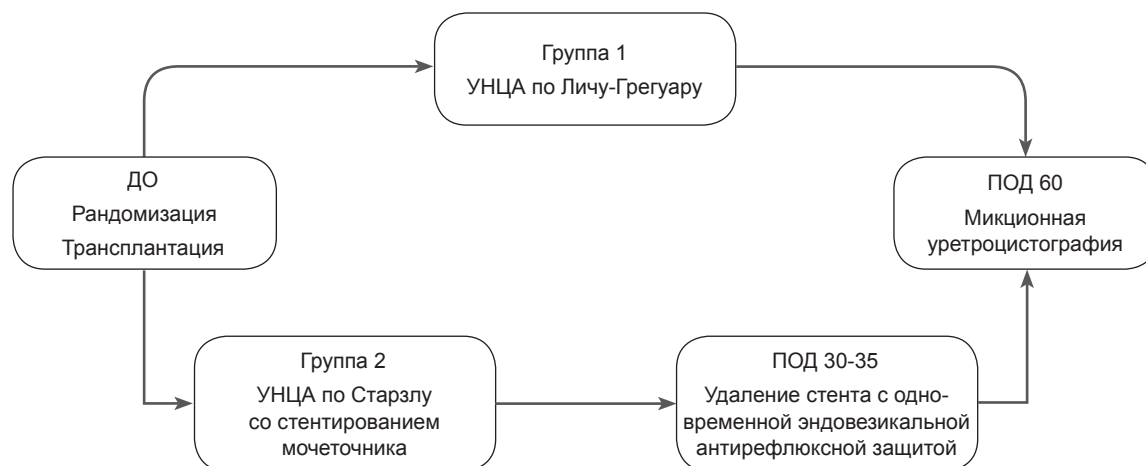 Группа 1
УНЦА по Личу-Грегуару
ДО
Рандомизация
Трансплантация
ПОД 60
Микционная
уретроцистография
Группа 2
УНЦА по Старзлу
со стентированием
мочеточника
ПОД 30-35
Удаление стента с одно-
временной эндовезикальной
антирефлюксной защитой